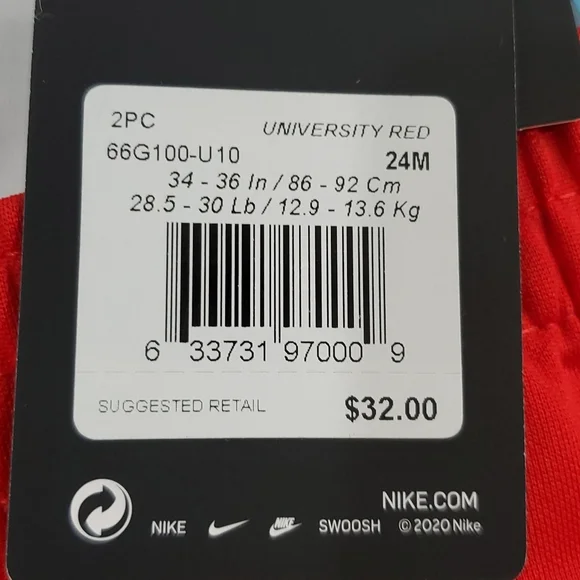 2PC
UNIVERSITY RED
66G100-U10
24M
34 - 36 In / 86 - 92 Cm
28.5 - 30 Lb / 12.9 - 13.6 Kg
6 33731 97000 9
SUGGESTED RETAIL $32.00
NIKE.COM
NIKE NIKE SWOOSH © 2020 Nike